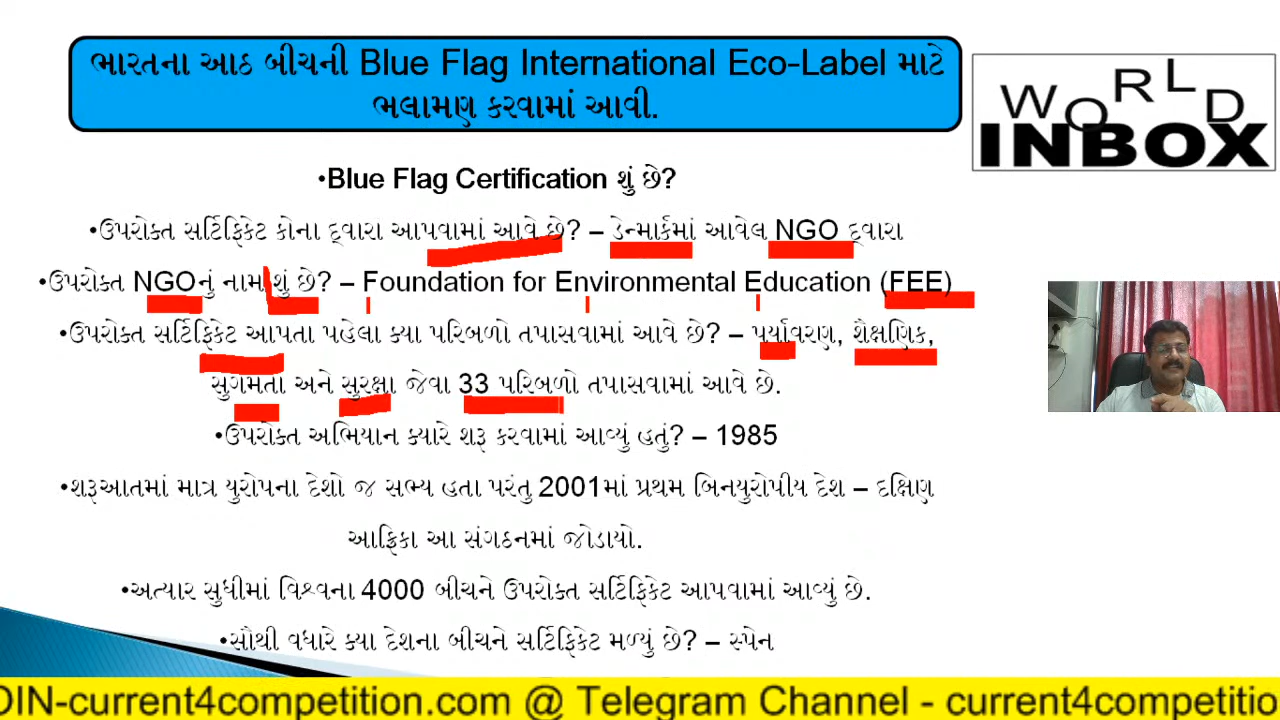 ભારતના આઠ બીચની Blue Flag International Eco-Label માટે
ભલામણ કરવામાં આવી.
WORLD
INBOX
•Blue Flag Certification શું છે?
•ઉપરોક્ત સર્ટિફિકેટ કોના દ્વારા આપવામાં આવે છે? – ડેન્માર્કમાં આવેલ NGO દ્વારા
•ઉપરોક્ત NGOનું નામ શું છે? – Foundation for Environmental Education (FEE)
•ઉપરોક્ત સર્ટિફિકેટ આપતા પહેલા ક્યા પરિબળો તપાસવામાં આવે છે? – પર્યાવરણ, શૈક્ષણિક,
સુગમતા અને સુરક્ષા જેવા 33 પરિબળો તપાસવામાં આવે છે.
•ઉપરોક્ત અભિયાન ક્યારે શરૂ કરવામાં આવ્યું હતું? – 1985
•શરૂઆતમાં માત્ર યુરોપના દેશો જ સભ્ય હતા પરંતુ 2001માં પ્રથમ બિનયુરોપીય દેશ – દક્ષિણ
આફ્રિકા આ સંગઠનમાં જોડાયો.
•અત્યાર સુધીમાં વિશ્વના 4000 બીચને ઉપરોક્ત સર્ટિફિકેટ આપવામાં આવ્યું છે.
•સૌથી વધારે ક્યા દેશના બીચને સર્ટિફિકેટ મળ્યું છે? – સ્પેન
OIN-current4competition.com @ Telegram Channel - current4competitio